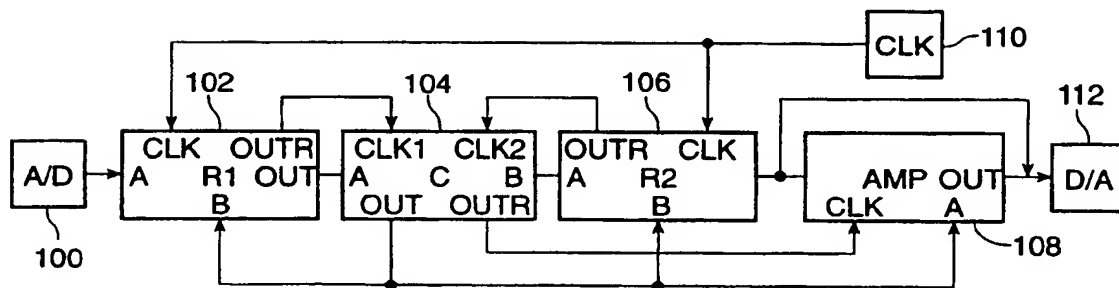 CLK
110
102
104
106
112
CLK OUTR
CLK1 CLK2
OUTR CLK
A/D
A R1 OUT
A C B
A R2
AMP OUT
D/A
B
OUT OUTR
B
CLK A
100
108